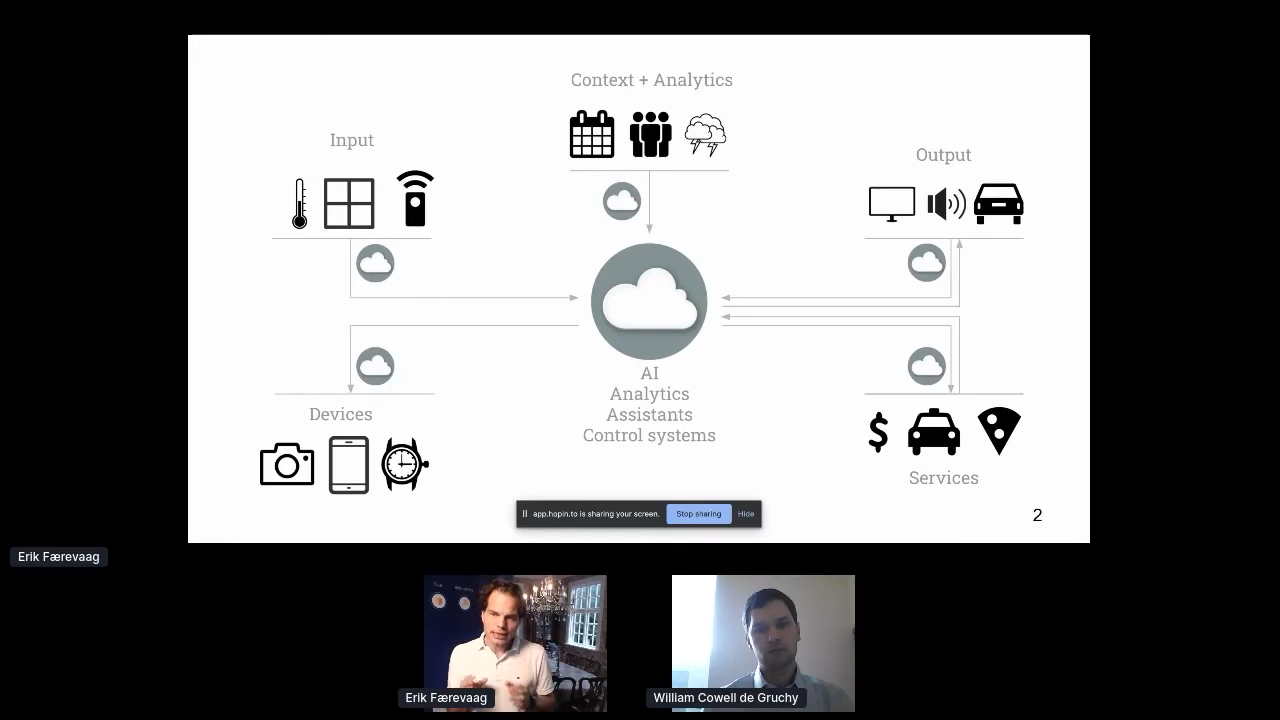 Context + Analytics
Input
Output
AI
Analytics
Assistants
Control systems
Devices
Services
app.hopin.to is sharing your screen. Stop sharing Hide
2
Erik Færevaag
Erik Færevaag
William Cowell de Gruchy